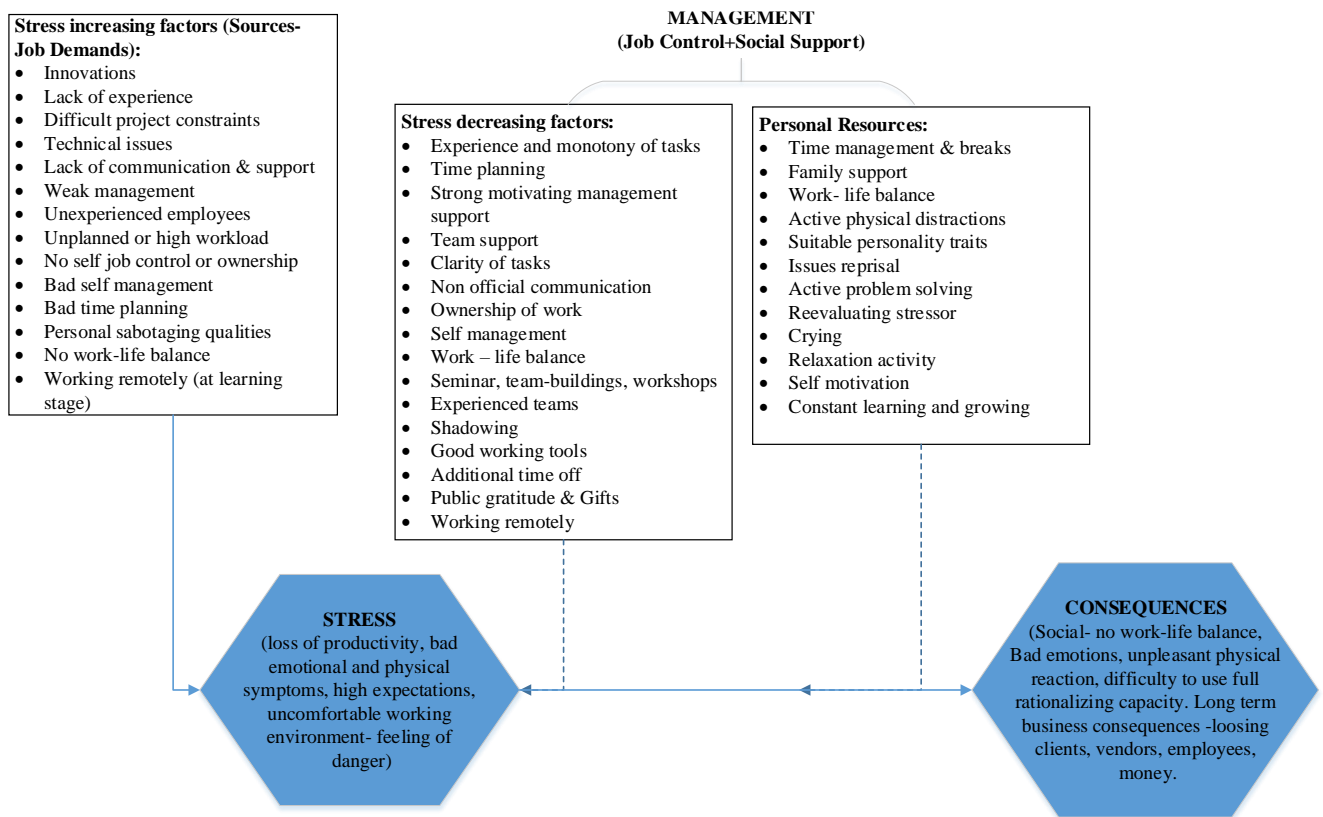 Stress increasing factors (Sources-
Job Demands):
• Innovations
• Lack of experience
• Difficult project constraints
• Technical issues
• Lack of communication & support
• Weak management
• Unexperienced employees
• Unplanned or high workload
• No self job control or ownership
• Bad self management
• Bad time planning
• Personal sabotaging qualities
• No work-life balance
• Working remotely (at learning
stage)
MANAGEMENT
(Job Control+Social Support)
Stress decreasing factors:
• Experience and monotony of tasks
• Time planning
• Strong motivating management
support
• Team support
• Clarity of tasks
• Non official communication
• Ownership of work
• Self management
• Work – life balance
• Seminar, team-buildings, workshops
• Experienced teams
• Shadowing
• Good working tools
• Additional time off
• Public gratitude & Gifts
• Working remotely
Personal Resources:
• Time management & breaks
• Family support
• Work- life balance
• Active physical distractions
• Suitable personality traits
• Issues reprisal
• Active problem solving
• Reevaluating stressor
• Crying
• Relaxation activity
• Self motivation
• Constant learning and growing
STRESS
(loss of productivity, bad
emotional and physical
symptoms, high expectations,
uncomfortable working
environment- feeling of
danger)
CONSEQUENCES
(Social- no work-life balance,
Bad emotions, unpleasant physical
reaction, difficulty to use full
rationalizing capacity. Long term
business consequences -loosing
clients, vendors, employees,
money.